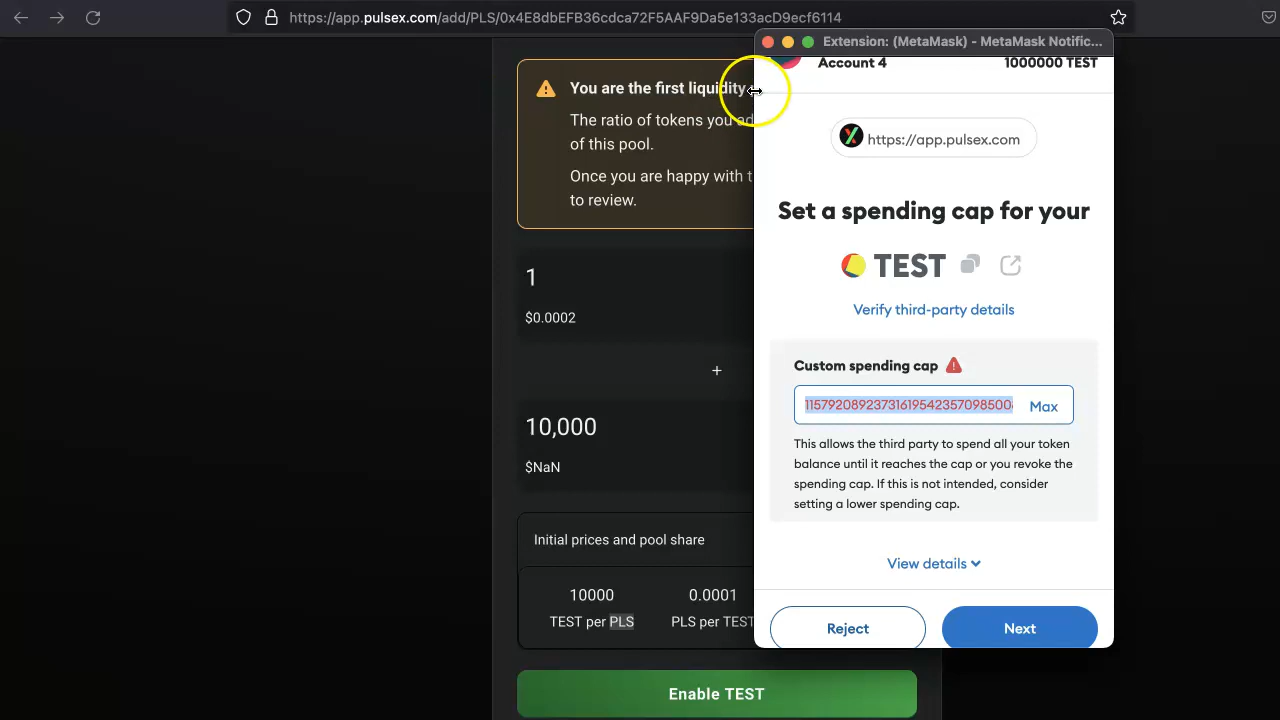 https://app.pulsex.com/add/PLS/0x4E8dbEFB36cdca72F5AAF9Da5e133acD9ecf6114
Extension: (MetaMask) - MetaMask Notific...
Account 4
1000000 TEST
You are the first liquidity
The ratio of tokens you ad
of this pool.
Once you are happy with t
to review.
https://app.pulsex.com
Set a spending cap for your
TEST
Verify third-party details
1
$0.0002
+
10,000
$NaN
Custom spending cap
115792089237316195423570985008
Max
This allows the third party to spend all your token
balance until it reaches the cap or you revoke the
spending cap. If this is not intended, consider
setting a lower spending cap.
Initial prices and pool share
10000
0.0001
TEST per PLS
PLS per TEST
View details
Reject
Next
Enable TEST